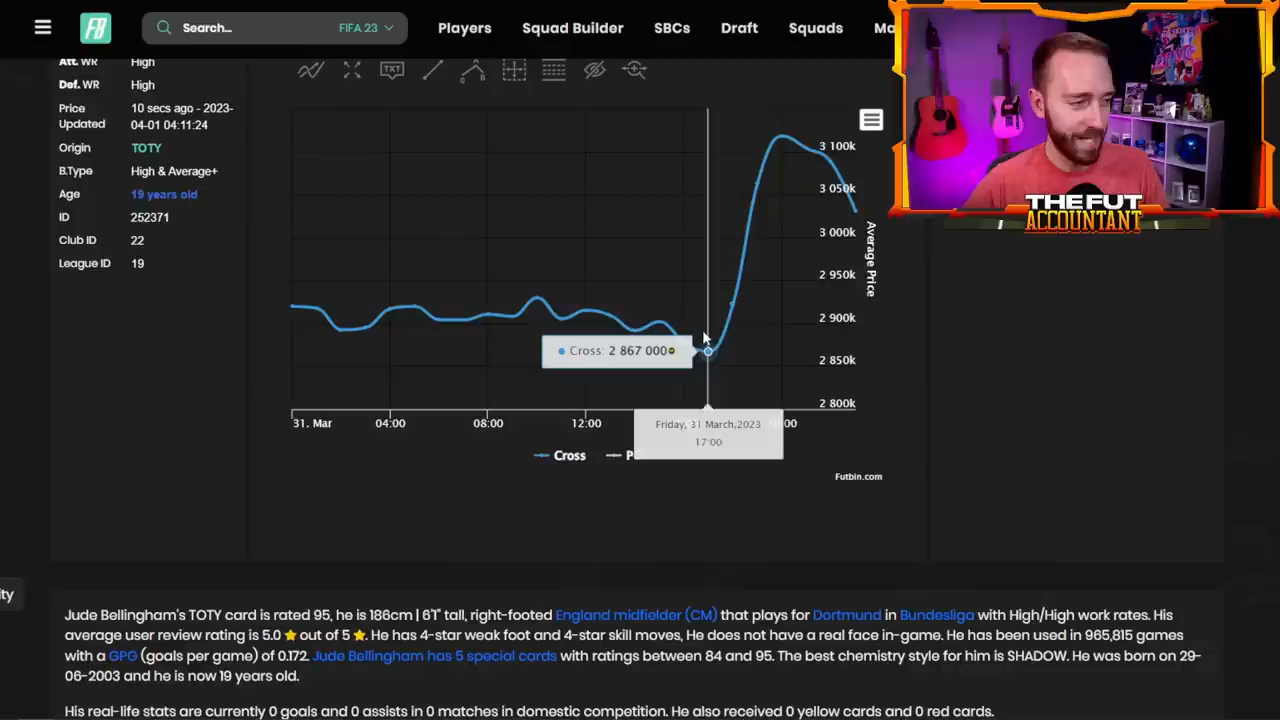 FB
Search...
FIFA 23
Players
Squad Builder
SBCs
Draft
Squads
Att. WR
High
Def. WR
High
Price Updated
10 secs ago - 2023-04-01 04:11:24
Origin
TOTY
B.Type
High & Average+
Age
19 years old
ID
252371
Club ID
22
League ID
19
TXT
3 100k
3 050k
3 000k
2 950k
2 900k
2 850k
2 800k
Average Price
Cross: 2 867 000
31. Mar
04:00
08:00
12:00
Friday, 31 March,2023
17:00
Cross
Futbin.com
THE FUT
ACCOUNTANT
Jude Bellingham's TOTY card is rated 95, he is 186cm | 6'1" tall, right-footed England midfielder (CM) that plays for Dortmund in Bundesliga with High/High work rates. His
average user review rating is 5.0 ⭐ out of 5 ⭐. He has 4-star weak foot and 4-star skill moves, He does not have a real face in-game. He has been used in 965,815 games
with a GPG (goals per game) of 0.172. Jude Bellingham has 5 special cards with ratings between 84 and 95. The best chemistry style for him is SHADOW. He was born on 29-
06-2003 and he is now 19 years old.
His real-life stats are currently 0 goals and 0 assists in 0 matches in domestic competition. He also received 0 yellow cards and 0 red cards.